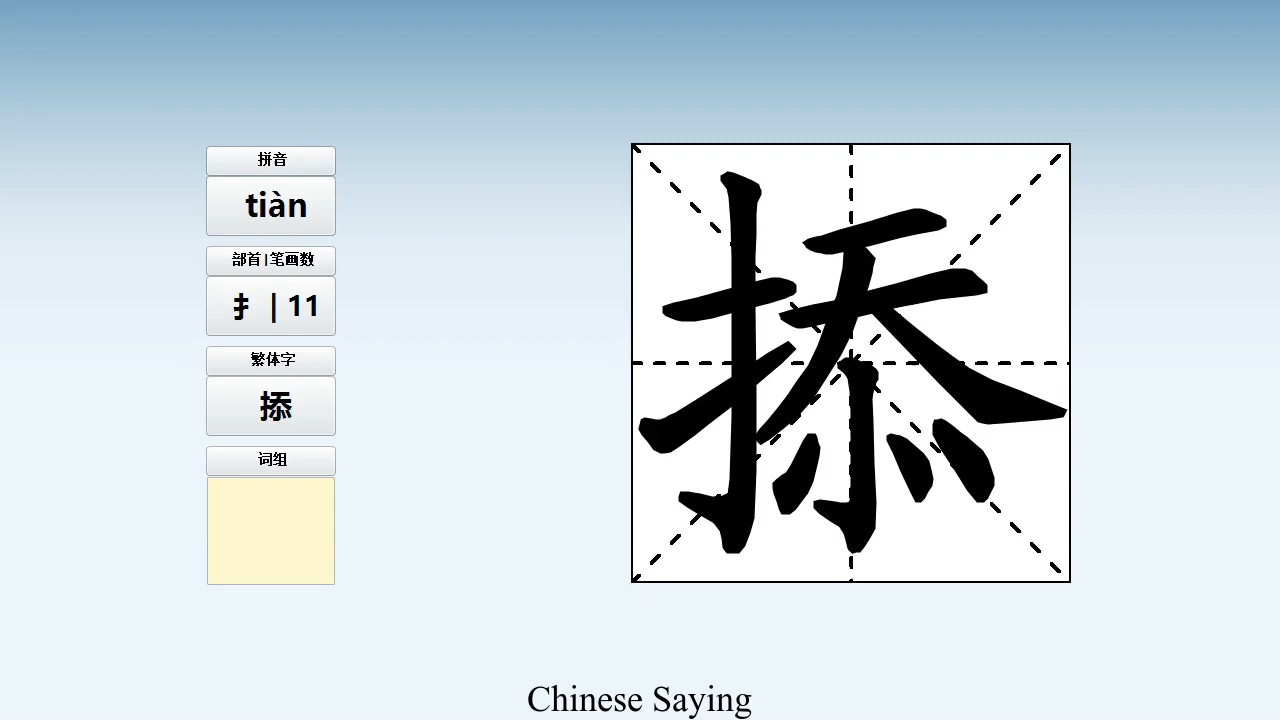 拼音
tiàn
部首|笔画数
扌 | 11
繁体字
掭
词组
掭
Chinese Saying